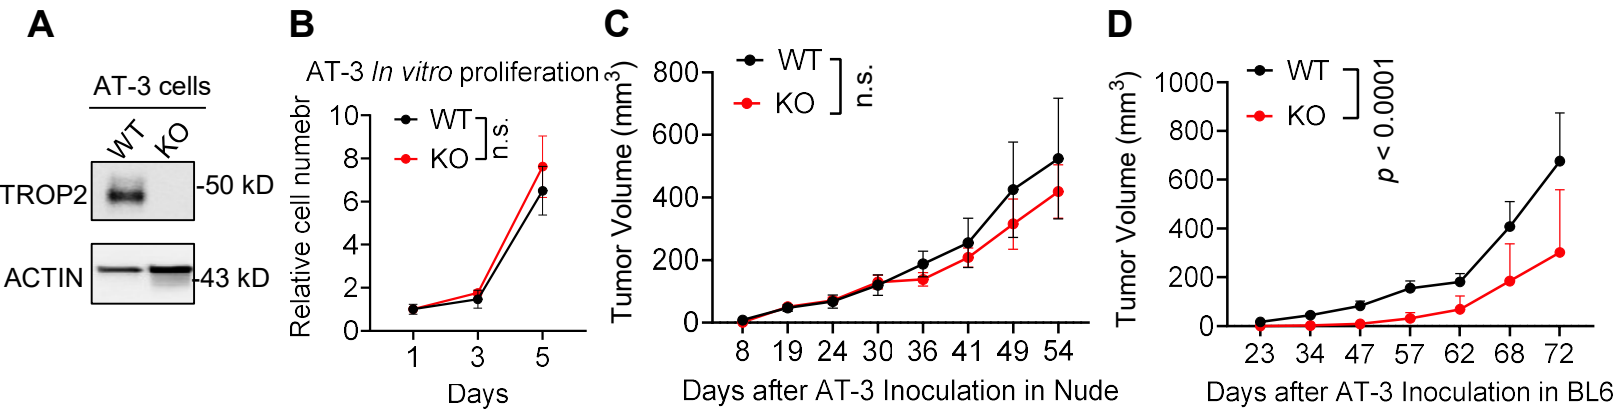 A
AT-3 cells
WT KO
TROP2
-50 kD
ACTIN
-43 kD
B
AT-3 In vitro proliferation
Relative cell numebr
10
8
6
4
2
0
WT
KO
n.s.
1 3 5
Days
C
Tumor Volume (mm3)
800
600
400
200
0
WT
KO
n.s.
8 19 24 30 36 41 49 54
Days after AT-3 Inoculation in Nude
D
Tumor Volume (mm3)
1000
800
600
400
200
0
WT
KO
p < 0.0001
23 34 47 57 62 68 72
Days after AT-3 Inoculation in BL6